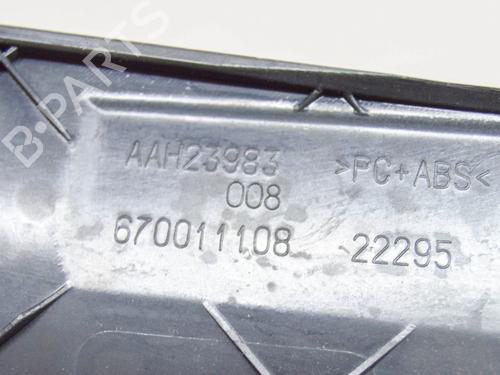 B-PARTS
AAH23983 >PC+ABS<
008
670011108 22295